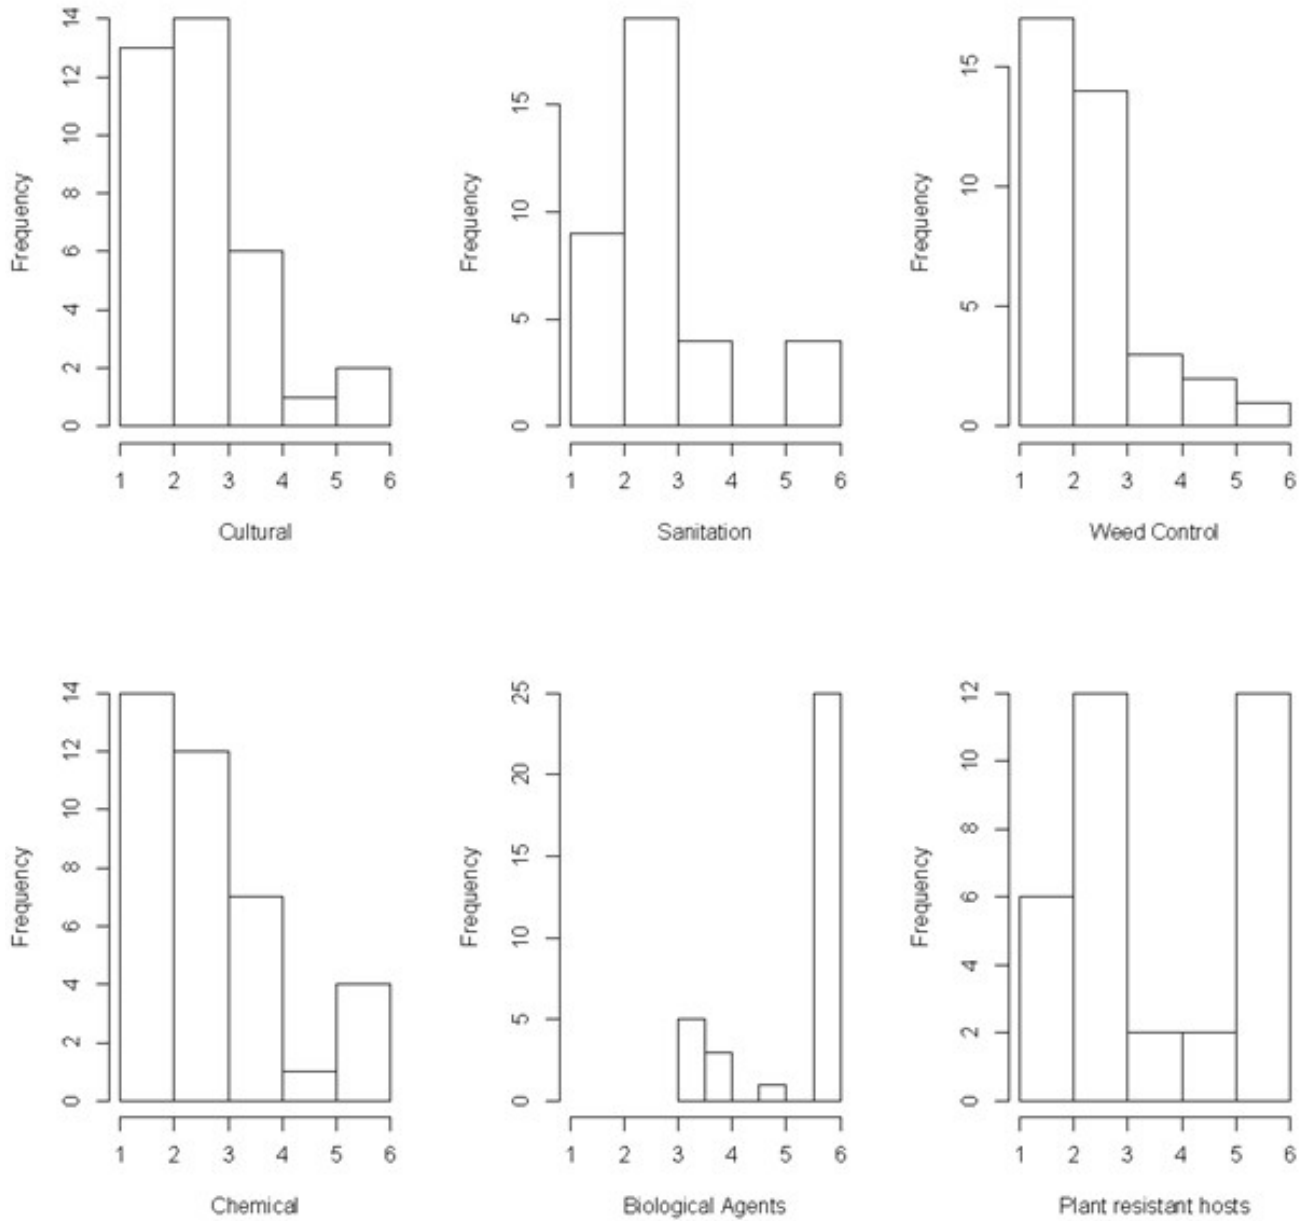 Frequency
0 2 4 6 8 10 12 14
1 2 3 4 5 6
Cultural
Frequency
0 5 10 15
1 2 3 4 5 6
Sanitation
Frequency
0 5 10 15
1 2 3 4 5 6
Weed Control
Frequency
0 2 4 6 8 10 12 14
1 2 3 4 5 6
Chemical
Frequency
0 5 10 15 20 25
1 2 3 4 5 6
Biological Agents
Frequency
0 2 4 6 8 10 12
1 2 3 4 5 6
Plant resistant hosts